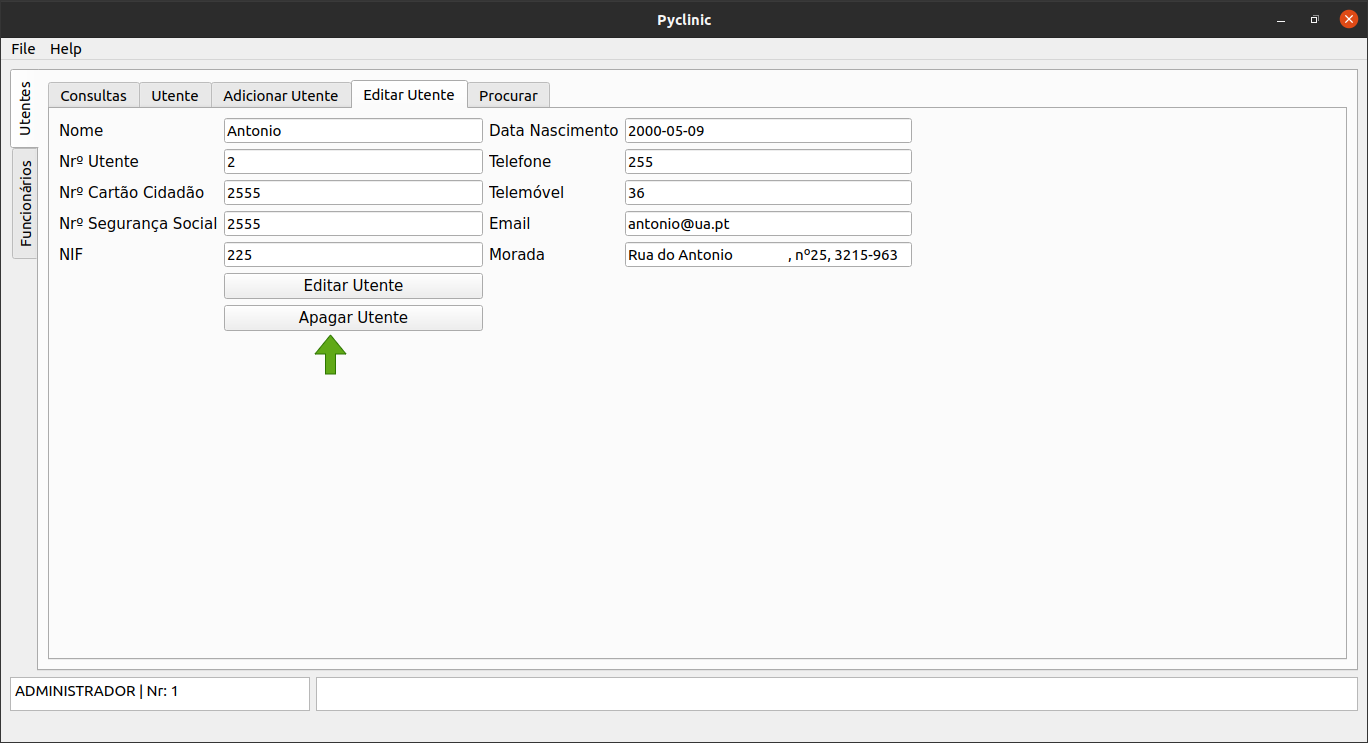 Pyclinic
File Help
Utentes
Funcionários
Consultas Utente Adicionar Utente Editar Utente Procurar
Nome Antonio Data Nascimento 2000-05-09
Nrº Utente 2 Telefone 255
Nrº Cartão Cidadão 2555 Telemóvel 36
Nrº Segurança Social 2555 Email antonio@ua.pt
NIF 225 Morada Rua do Antonio , nº25, 3215-963
Editar Utente
Apagar Utente
ADMINISTRADOR | Nr: 1